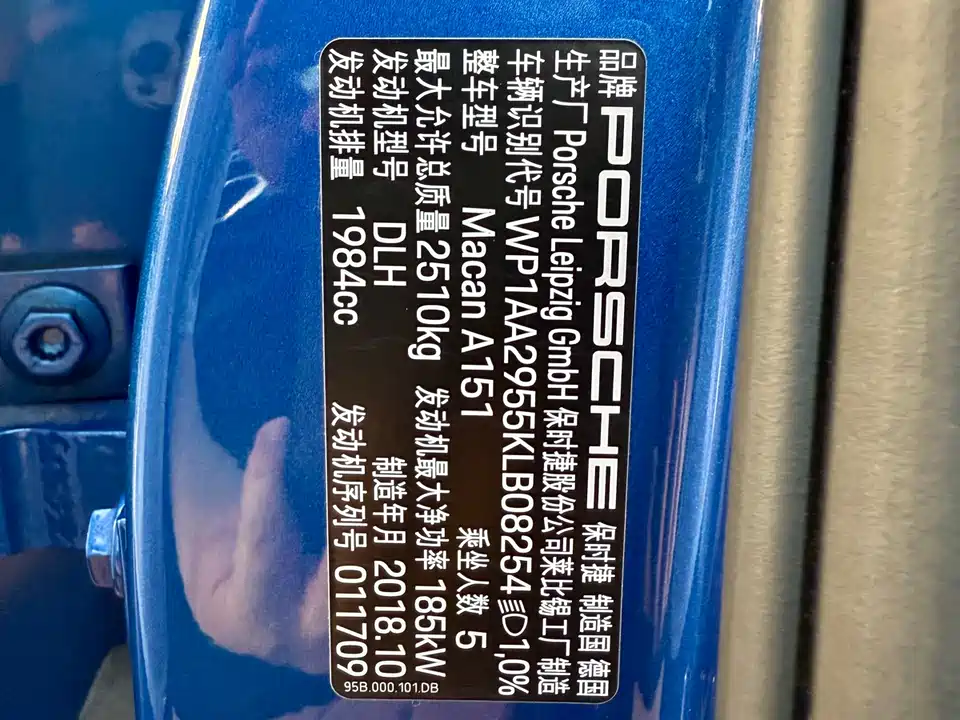 品牌 PORSCHE 保时捷 制造国 德国
生产厂 Porsche Leipzig GmbH 保时捷股份公司莱比锡工厂制造
车辆识别代号 WP1AA2955KLB08254 1,0%
整车型号 Macan A151 乘坐人数 5
最大允许总质量 2510kg 发动机最大净功率 185kW
发动机型号 DLH 制造年月 2018.10
发动机排量 1984cc 发动机序列号 011709
95B.000.101.DB